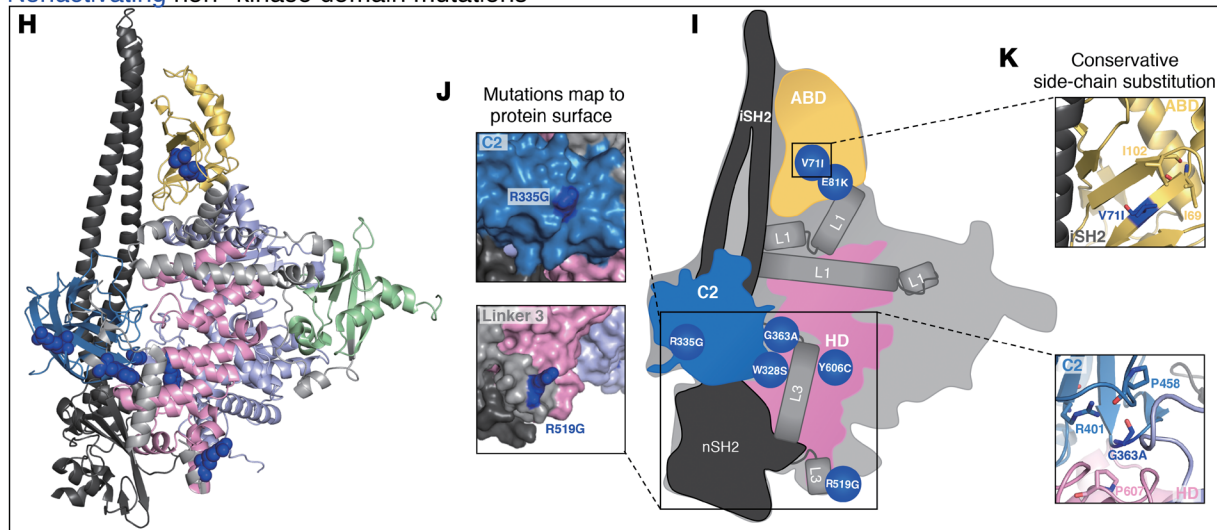 Nonactivating non-kinase domain mutations
H
I
J
Mutations map to
protein surface
C2
R335G
Linker 3
R519G
iSH2
ABD
V71I
E81K
L1
L1
L1
L1
C2
R335G
G363A
HD
W328S
Y606C
L3
nSH2
L3
R519G
K
Conservative
side-chain substitution
ABD
I102
V71I
I69
iSH2
C2
P458
R401
G363A
P607
HD